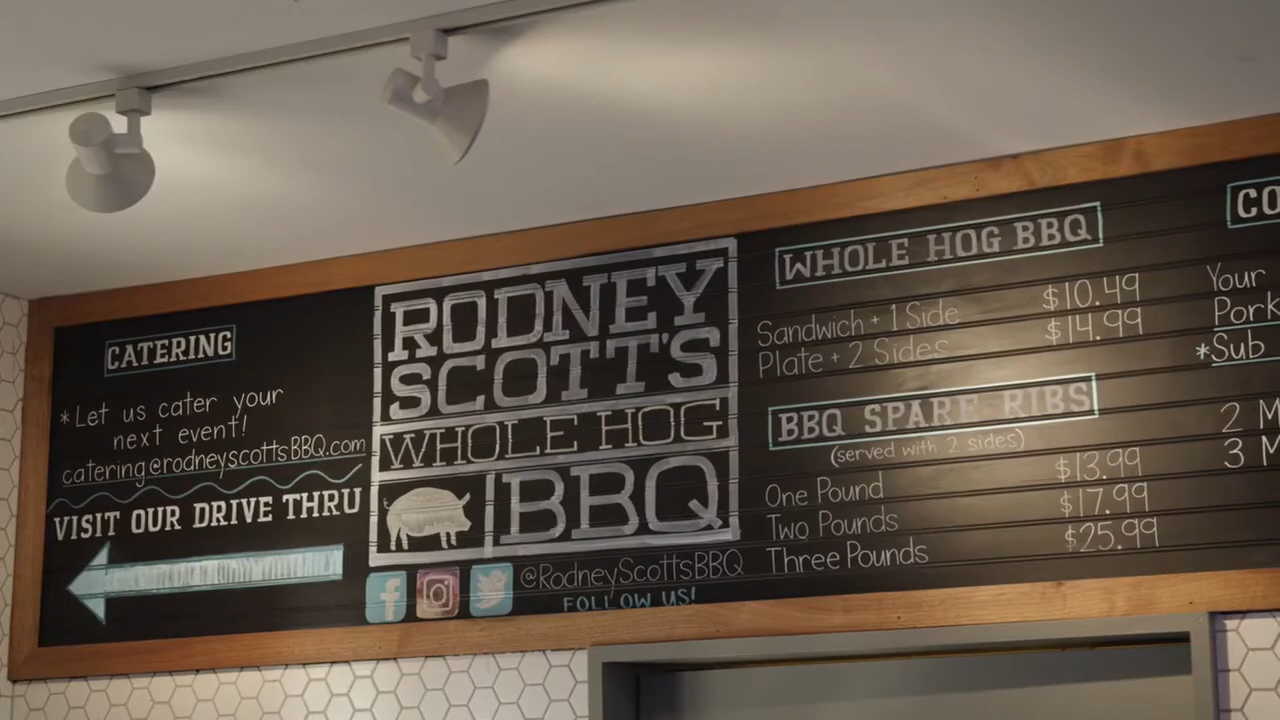 CATERING
*Let us cater your
next event!
catering@rodneyscottsBBQ.com
VISIT OUR DRIVE THRU
RODNEY
SCOTT'S
WHOLE HOG
BBQ
@RodneyScottsBBQ
FOLLOW US!
WHOLE HOG BBQ
Sandwich + 1 Side $10.49
Plate + 2 Sides $14.99
BBQ SPARE RIBS
(served with 2 sides)
One Pound $13.99
Two Pounds $17.99
Three Pounds $25.99
CO
Your
Pork
*Sub
2 M
3 M